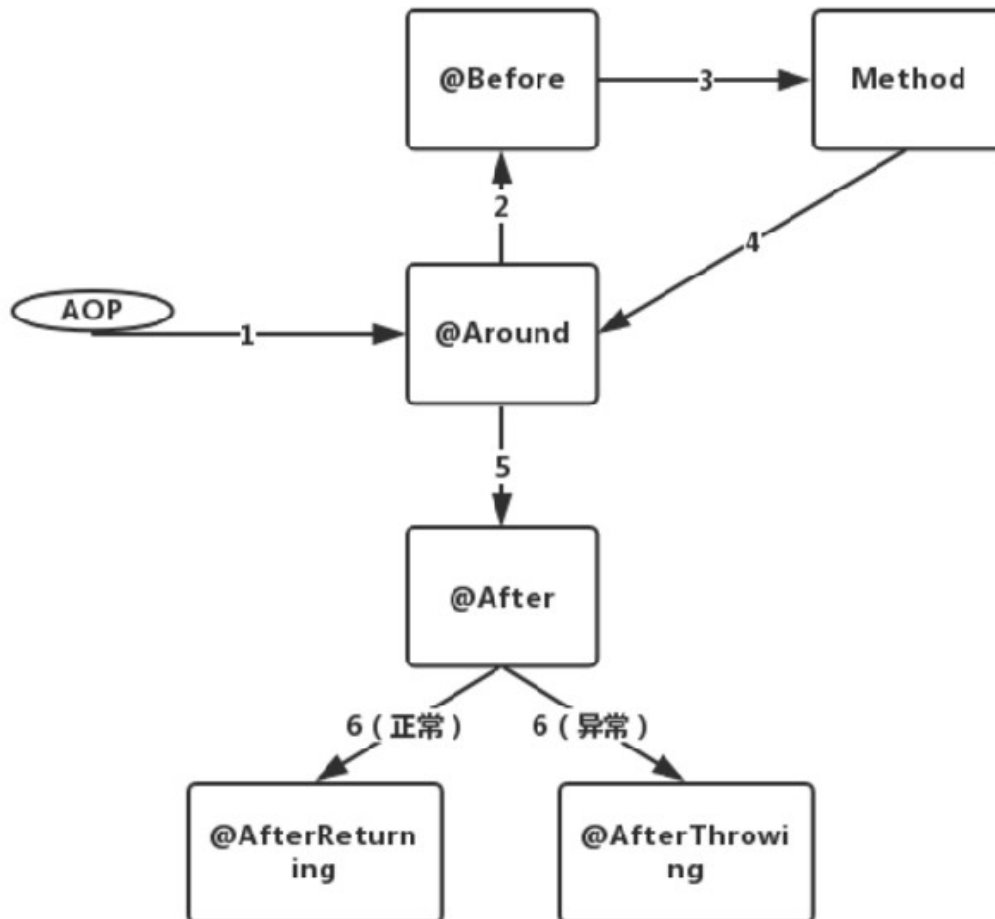 @Before
3
Method
2
4
AOP
1
@Around
5
@After
6（正常）
6（异常）
@AfterReturn
ing
@AfterThrowi
ng